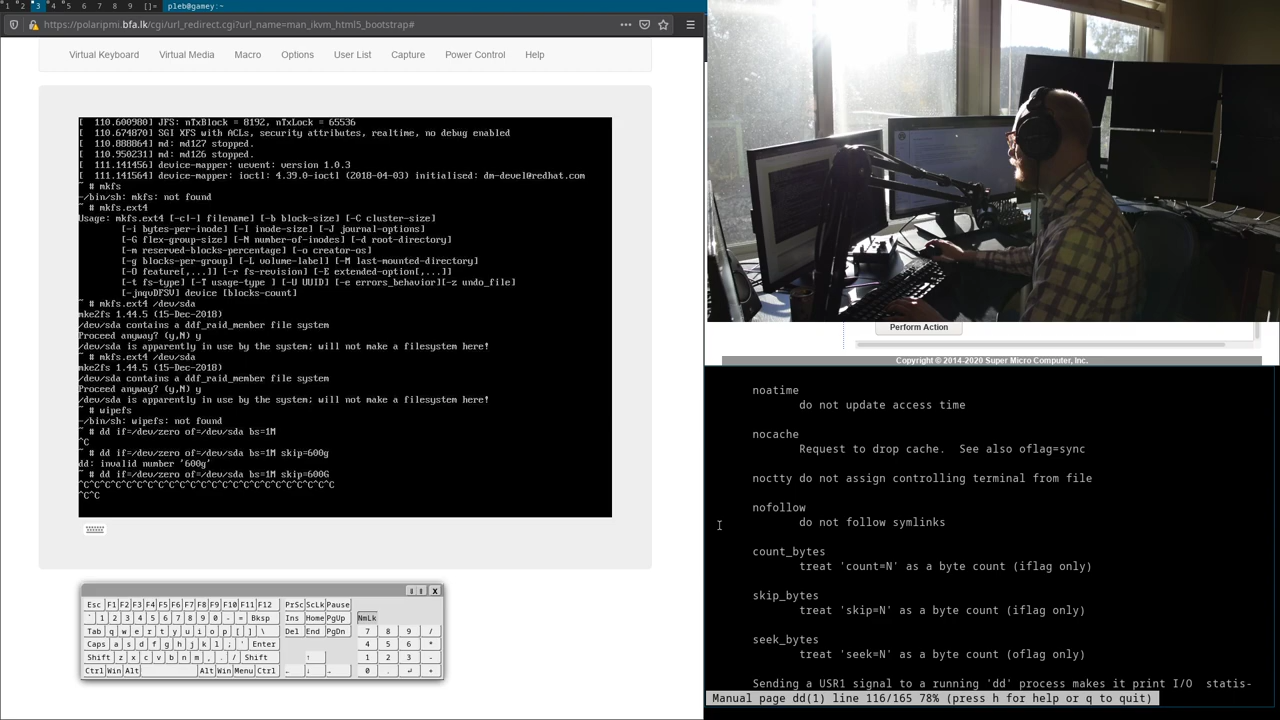 1 2 3 4 5 6 7 8 9 []= pleb@gamey:~
https://polaripmi.bfa.lk/cgi/url_redirect.cgi?url_name=man_ikvm_html5_bootstrap#
Virtual Keyboard Virtual Media Macro Options User List Capture Power Control Help
[ 110.600980] JFS: nTxBlock = 8192, nTxLock = 65536
[ 110.674870] SGI XFS with ACLs, security attributes, realtime, no debug enabled
[ 110.888864] md: md127 stopped.
[ 110.950231] md: md126 stopped.
[ 111.141456] device-mapper: uevent: version 1.0.3
[ 111.141564] device-mapper: ioctl: 4.39.0-ioctl (2018-04-03) initialised: dm-devel@redhat.com
~ # mkfs
~/bin/sh: mkfs: not found
~ # mkfs.ext4
Usage: mkfs.ext4 [-c|-l filename] [-b block-size] [-C cluster-size]
[-i bytes-per-inode] [-I inode-size] [-J journal-options]
[-G flex-group-size] [-N number-of-inodes] [-d root-directory]
[-m reserved-blocks-percentage] [-o creator-os]
[-g blocks-per-group] [-L volume-label] [-M last-mounted-directory]
[-O feature[,...]] [-r fs-revision] [-E extended-option[,...]]
[-t fs-type] [-T usage-type ] [-U UUID] [-e errors_behavior][-z undo_file]
[-jnqvDFSV] device [blocks-count]
~ # mkfs.ext4 /dev/sda
mke2fs 1.44.5 (15-Dec-2018)
/dev/sda contains a ddf_raid_member file system
Proceed anyway? (y,N) y
/dev/sda is apparently in use by the system; will not make a filesystem here!
~ # mkfs.ext4 /dev/sda
mke2fs 1.44.5 (15-Dec-2018)
/dev/sda contains a ddf_raid_member file system
Proceed anyway? (y,N) y
/dev/sda is apparently in use by the system; will not make a filesystem here!
~ # wipefs
~/bin/sh: wipefs: not found
~ # dd if=/dev/zero of=/dev/sda bs=1M
^C
~ # dd if=/dev/zero of=/dev/sda bs=1M skip=600g
dd: invalid number '600g'
~ # dd if=/dev/zero of=/dev/sda bs=1M skip=600G
^C^C^C^C^C^C^C^C^C^C^C^C^C^C^C^C^C^C^C^C^C^C^C^C
^C^C
X
Esc F1 F2 F3 F4 F5 F6 F7 F8 F9 F10 F11 F12 PrSc ScLk Pause
` 1 2 3 4 5 6 7 8 9 0 - = Bksp Ins Home PgUp NmLk
Tab q w e r t y u i o p [ ] \ Del End PgDn 7 8 9 /
Caps a s d f g h j k l ; ' Enter 4 5 6 *
Shift z x c v b n m , . / Shift ↑ 1 2 3 -
Ctrl Win Alt Alt Win Menu Ctrl ← ↓ → 0 . ↵ +
Perform Action
Copyright © 2014-2020 Super Micro Computer, Inc.
noatime
do not update access time
nocache
Request to drop cache. See also oflag=sync
noctty do not assign controlling terminal from file
nofollow
do not follow symlinks
count_bytes
treat 'count=N' as a byte count (iflag only)
skip_bytes
treat 'skip=N' as a byte count (iflag only)
seek_bytes
treat 'seek=N' as a byte count (oflag only)
Sending a USR1 signal to a running 'dd' process makes it print I/O statis-
Manual page dd(1) line 116/165 78% (press h for help or q to quit)